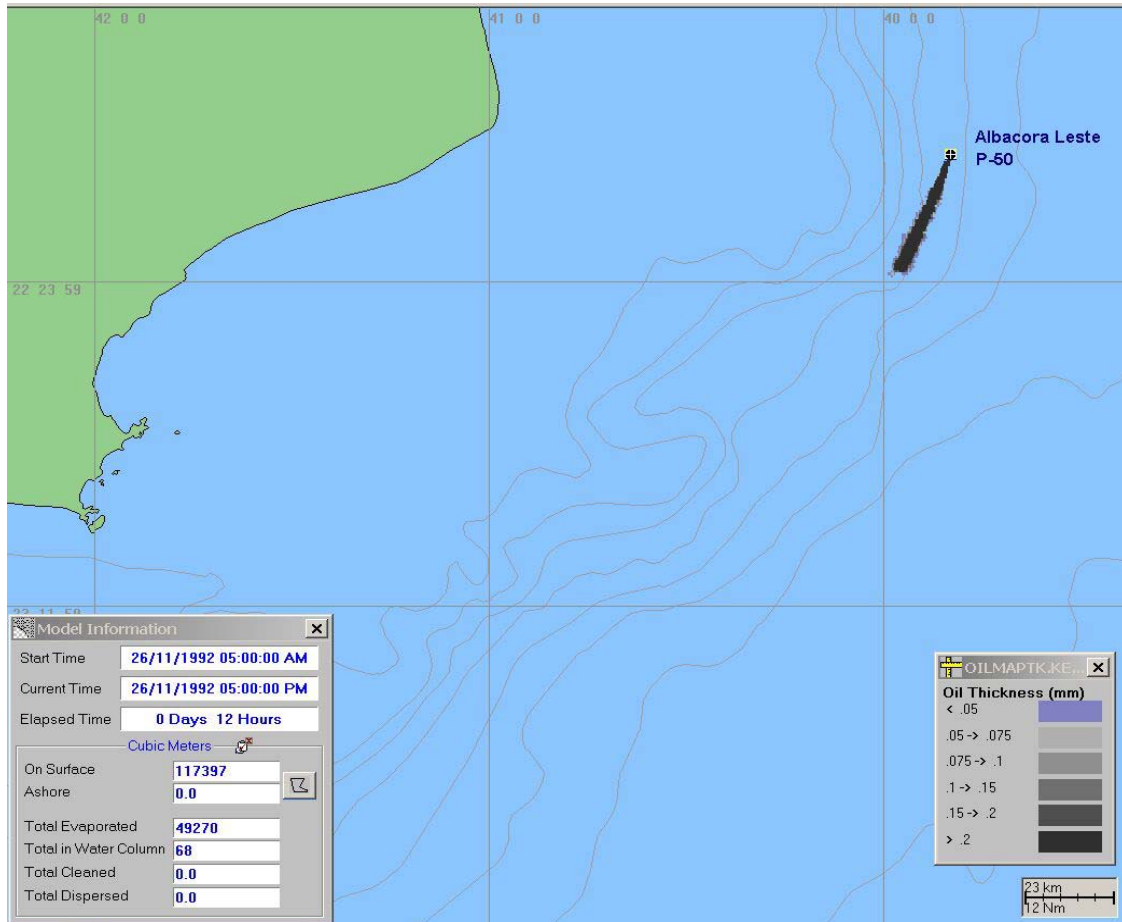 42 0 0
41 0 0
40 0 0
Albacora Leste
P-50
22 23 59
Model Information
Start Time 26/11/1992 05:00:00 AM
Current Time 26/11/1992 05:00:00 PM
Elapsed Time 0 Days 12 Hours
Cubic Meters
On Surface 117397
Ashore 0.0
Total Evaporated 49270
Total in Water Column 68
Total Cleaned 0.0
Total Dispersed 0.0
OILMAPTK.KE...
Oil Thickness (mm)
< .05
.05 -> .075
.075 -> .1
.1 -> .15
.15 -> .2
> .2
23 km
12 Nm